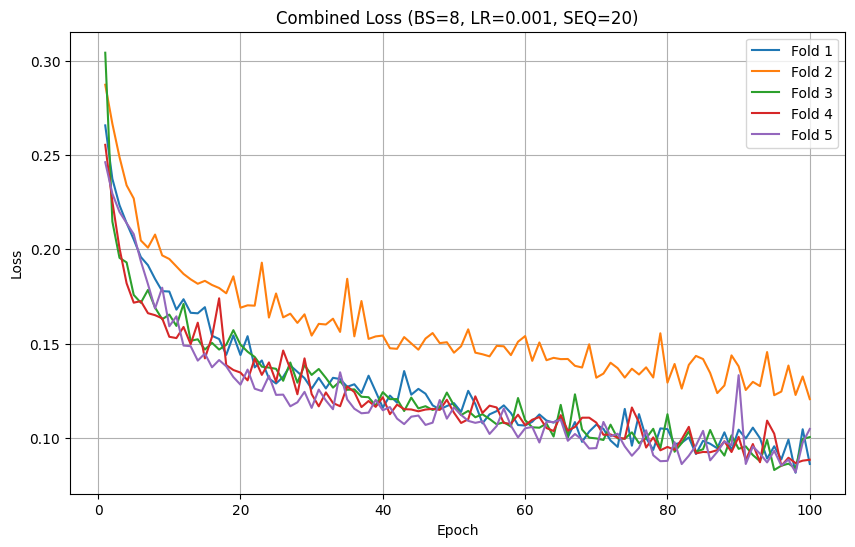 Combined Loss (BS=8, LR=0.001, SEQ=20)
Fold 1
Fold 2
Fold 3
Fold 4
Fold 5
0.30
0.25
0.20
0.15
0.10
Loss
0 20 40 60 80 100
Epoch